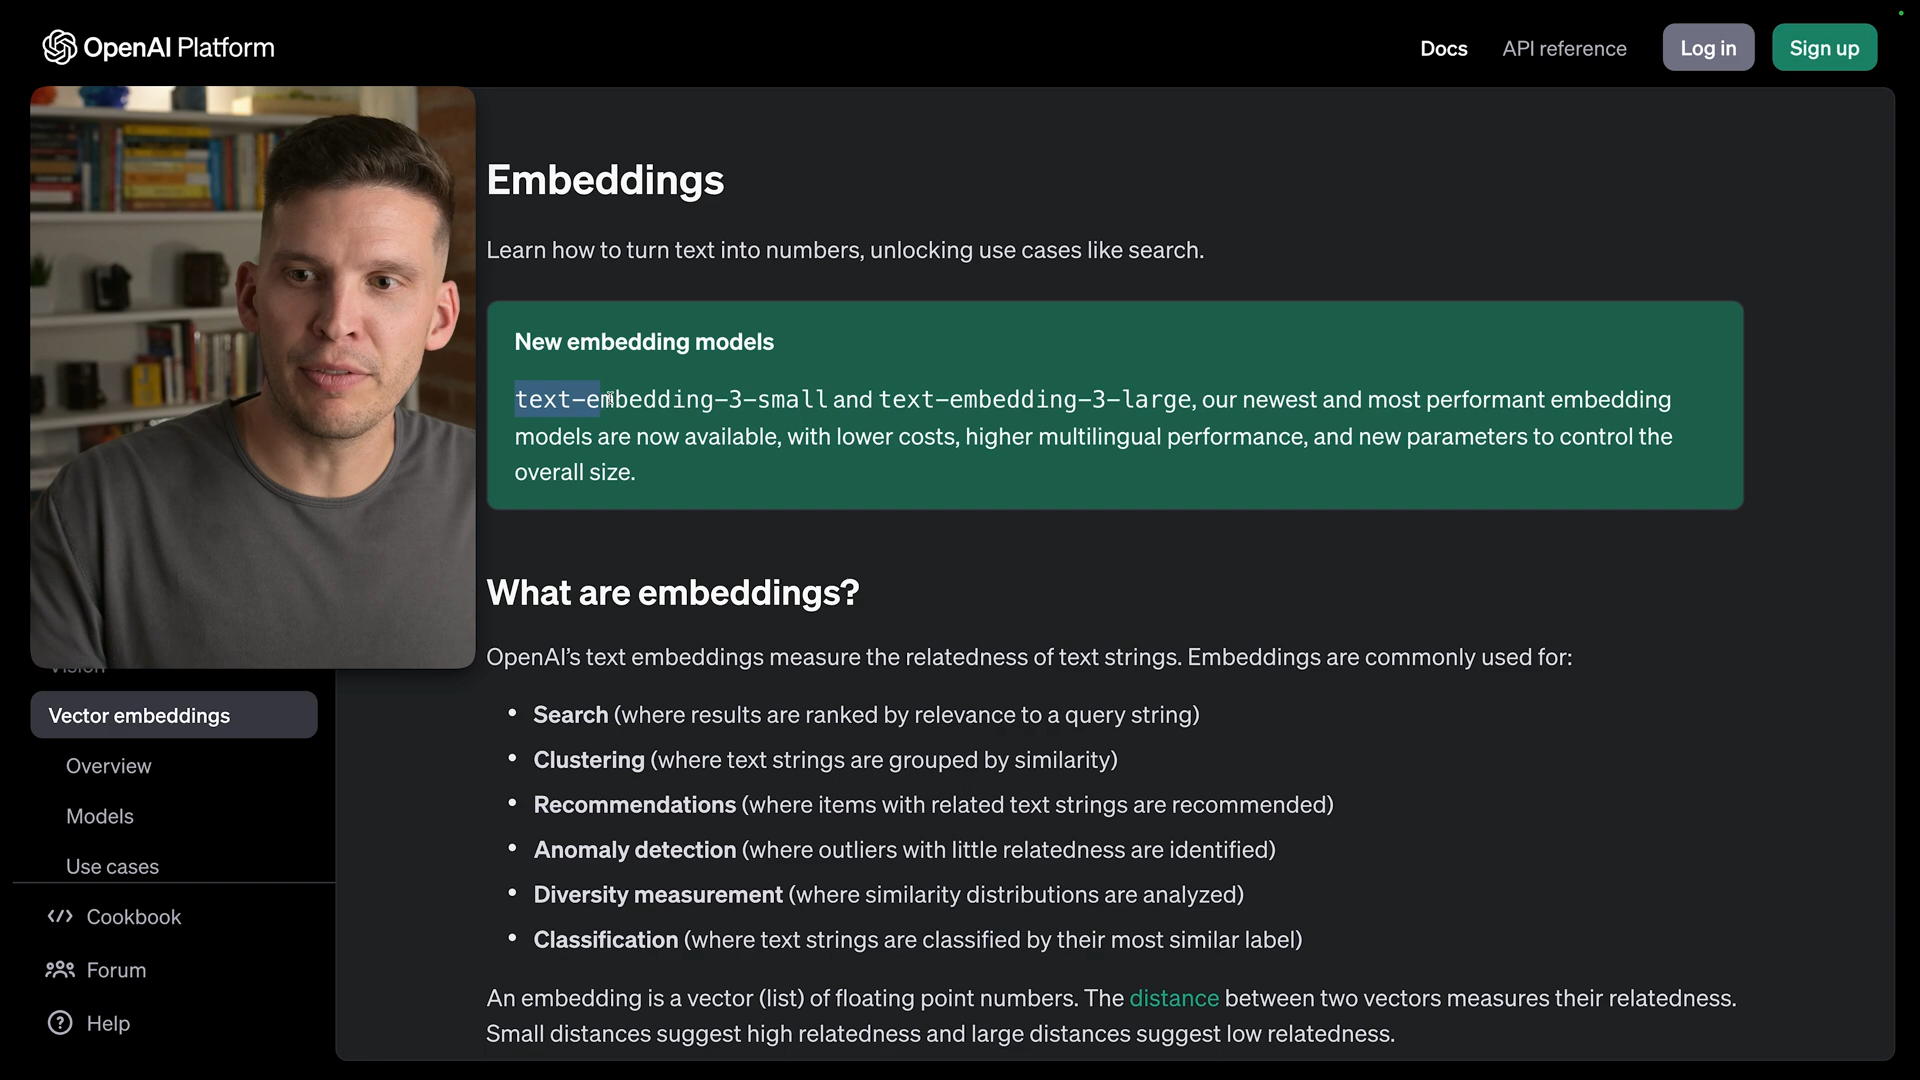 OpenAI Platform
Docs
API reference
Log in
Sign up
Embeddings
Learn how to turn text into numbers, unlocking use cases like search.
New embedding models
text-embedding-3-small and text-embedding-3-large, our newest and most performant embedding
models are now available, with lower costs, higher multilingual performance, and new parameters to control the
overall size.
What are embeddings?
OpenAI’s text embeddings measure the relatedness of text strings. Embeddings are commonly used for:
• Search (where results are ranked by relevance to a query string)
• Clustering (where text strings are grouped by similarity)
• Recommendations (where items with related text strings are recommended)
• Anomaly detection (where outliers with little relatedness are identified)
• Diversity measurement (where similarity distributions are analyzed)
• Classification (where text strings are classified by their most similar label)
An embedding is a vector (list) of floating point numbers. The distance between two vectors measures their relatedness.
Small distances suggest high relatedness and large distances suggest low relatedness.
Vision
Vector embeddings
Overview
Models
Use cases
Cookbook
Forum
Help